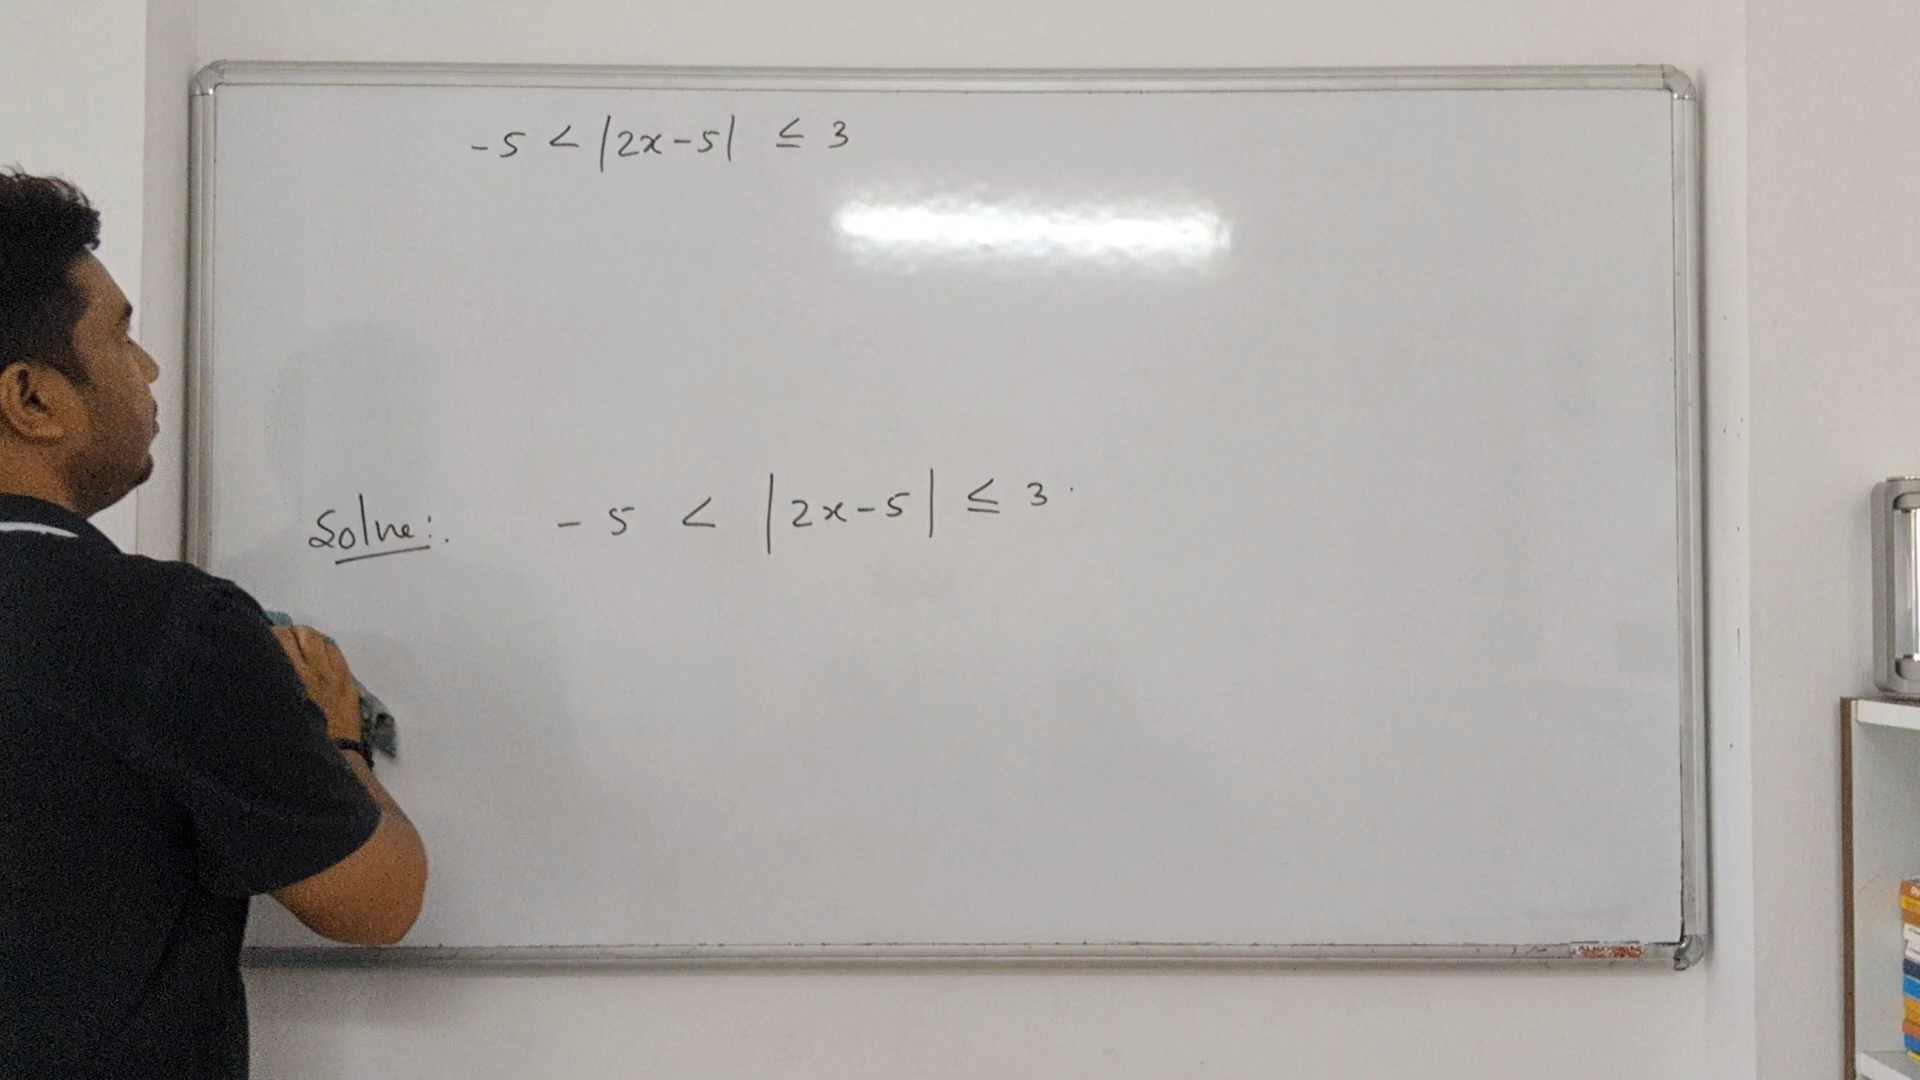 -5 < |2x-5| ≤ 3
Solve:. -5 < |2x-5| ≤ 3.